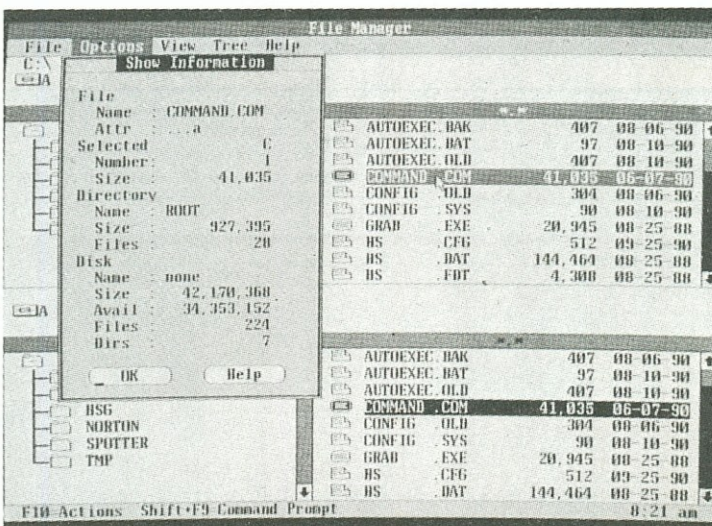 File Manager
File Options View Tree Help
C:\
A
Show Information
File
Name : COMMAND.COM
Attr : ...a
Selected C
Number: 1
Size : 41,035
Directory
Name : ROOT
Size : 927,395
Files : 28
Disk
Name : none
Size : 42,170,368
Avail : 34,353,152
Files : 224
Dirs : 7
OK Help
*.*
AUTOEXEC.BAK 407 08-06-90
AUTOEXEC.BAT 97 08-10-90
AUTOEXEC.OLD 407 08-10-90
COMMAND .COM 41,035 06-07-90
CONFIG .OLD 304 08-06-90
CONFIG .SYS 90 08-10-90
GRAB .EXE 20,945 08-25-88
HS .CFG 512 09-25-90
HS .DAT 144,464 08-25-88
HS .FDT 4,308 08-25-88
A
*.*
AUTOEXEC.BAK 407 08-06-90
AUTOEXEC.BAT 97 08-10-90
AUTOEXEC.OLD 407 08-10-90
COMMAND .COM 41,035 06-07-90
CONFIG .OLD 304 08-06-90
CONFIG .SYS 90 08-10-90
GRAB .EXE 20,945 08-25-88
HS .CFG 512 09-25-90
HS .DAT 144,464 08-25-88
HSG
NORTON
SPOTTER
TMP
F10 Actions Shift+F9 Command Prompt 8:21 am